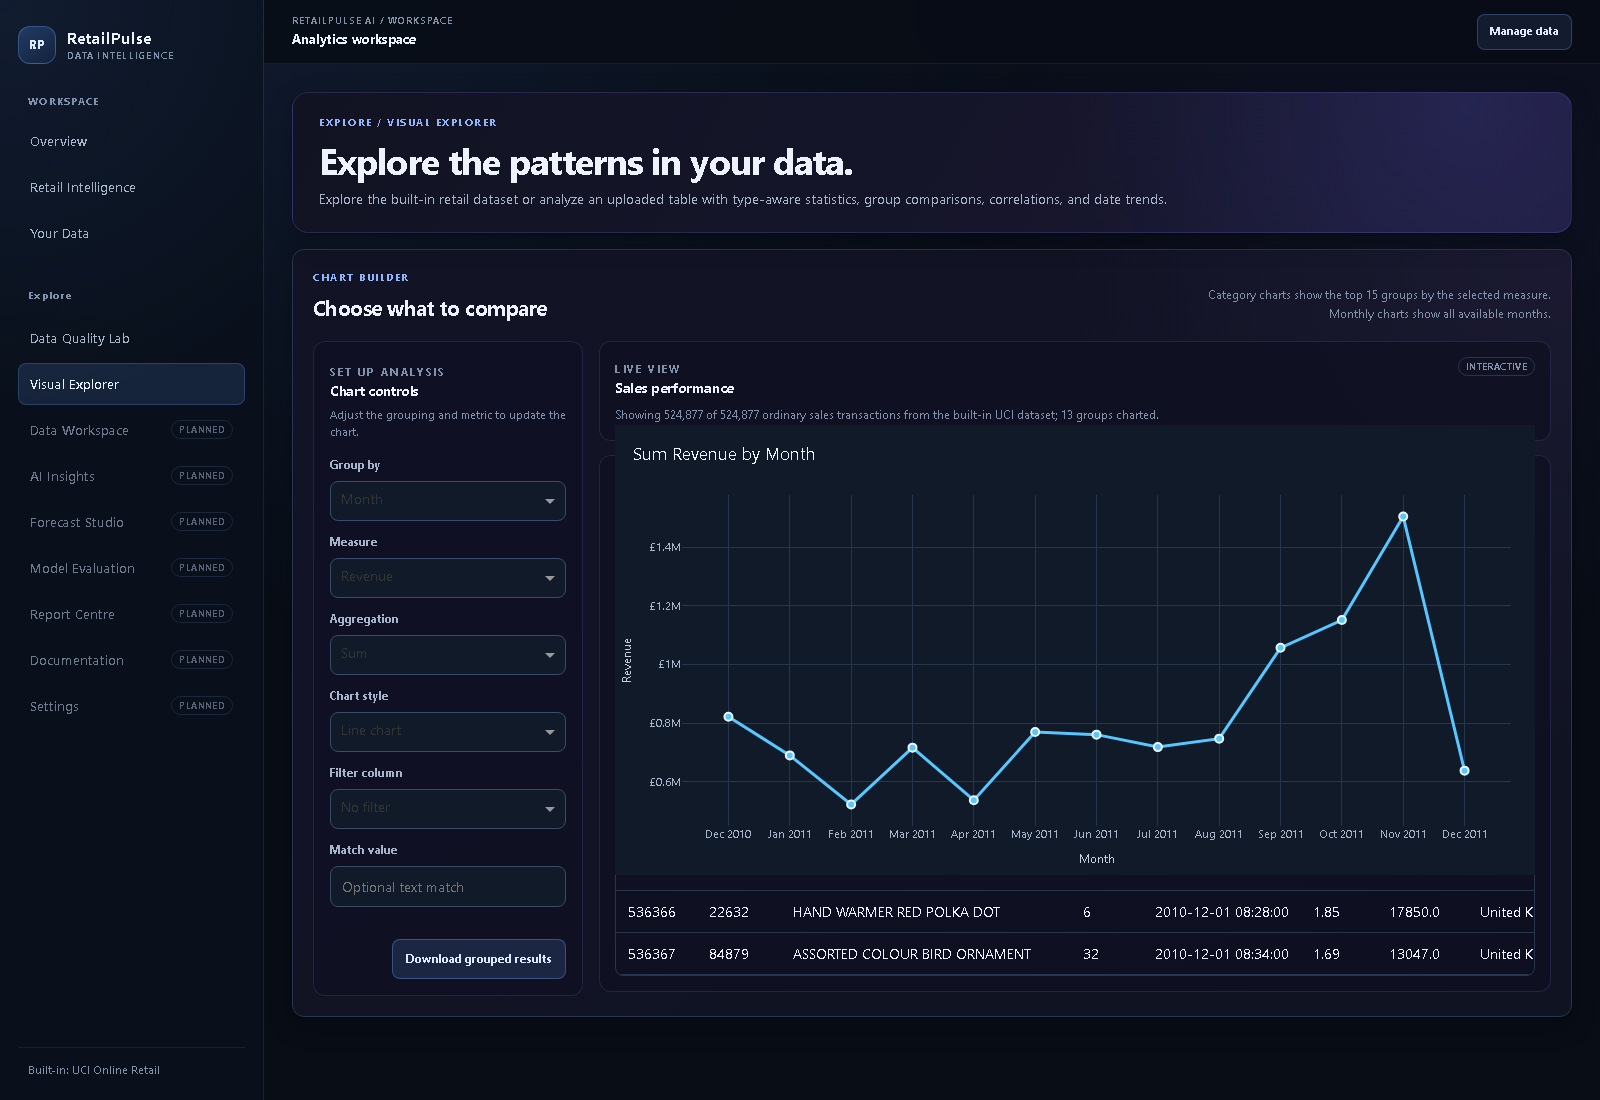 RP
RetailPulse
DATA INTELLIGENCE
WORKSPACE
Overview
Retail Intelligence
Your Data
Explore
Data Quality Lab
Visual Explorer
Data Workspace PLANNED
AI Insights PLANNED
Forecast Studio PLANNED
Model Evaluation PLANNED
Report Centre PLANNED
Documentation PLANNED
Settings PLANNED
Built-in: UCI Online Retail
RETAILPULSE AI / WORKSPACE
Analytics workspace
Manage data
EXPLORE / VISUAL EXPLORER
Explore the patterns in your data.
Explore the built-in retail dataset or analyze an uploaded table with type-aware statistics, group comparisons, correlations, and date trends.
CHART BUILDER
Choose what to compare
Category charts show the top 15 groups by the selected measure.
Monthly charts show all available months.
SET UP ANALYSIS
Chart controls
Adjust the grouping and metric to update the
chart.
Group by
Month
Measure
Revenue
Aggregation
Sum
Chart style
Line chart
Filter column
No filter
Match value
Optional text match
Download grouped results
LIVE VIEW
Sales performance
INTERACTIVE
Showing 524,877 of 524,877 ordinary sales transactions from the built-in UCI dataset; 13 groups charted.
Sum Revenue by Month
£1.4M
£1.2M
£1M
£0.8M
£0.6M
Revenue
Dec 2010 Jan 2011 Feb 2011 Mar 2011 Apr 2011 May 2011 Jun 2011 Jul 2011 Aug 2011 Sep 2011 Oct 2011 Nov 2011 Dec 2011
Month
536366 22632 HAND WARMER RED POLKA DOT 6 2010-12-01 08:28:00 1.85 17850.0 United K
536367 84879 ASSORTED COLOUR BIRD ORNAMENT 32 2010-12-01 08:34:00 1.69 13047.0 United K